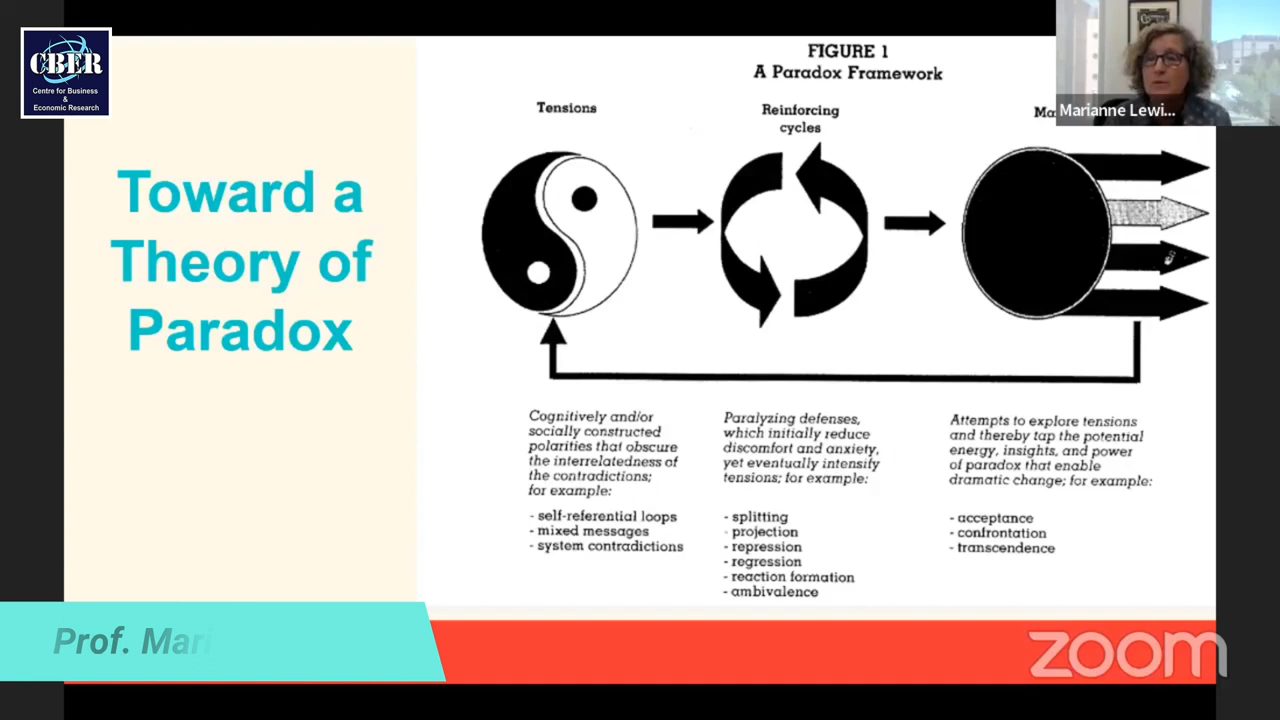 CBER
Centre for Business
&
Economic Research
Toward a
Theory of
Paradox
FIGURE 1
A Paradox Framework
Tensions
Reinforcing
cycles
Marianne Lewi...
Cognitively and/or
socially constructed
polarities that obscure
the interrelatedness of
the contradictions;
for example:
- self-referential loops
- mixed messages
- system contradictions
Paralyzing defenses,
which initially reduce
discomfort and anxiety,
yet eventually intensify
tensions; for example:
- splitting
- projection
- repression
- regression
- reaction formation
- ambivalence
Attempts to explore tensions
and thereby tap the potential
energy, insights, and power
of paradox that enable
dramatic change; for example:
- acceptance
- confrontation
- transcendence
Prof. Mari
zoom